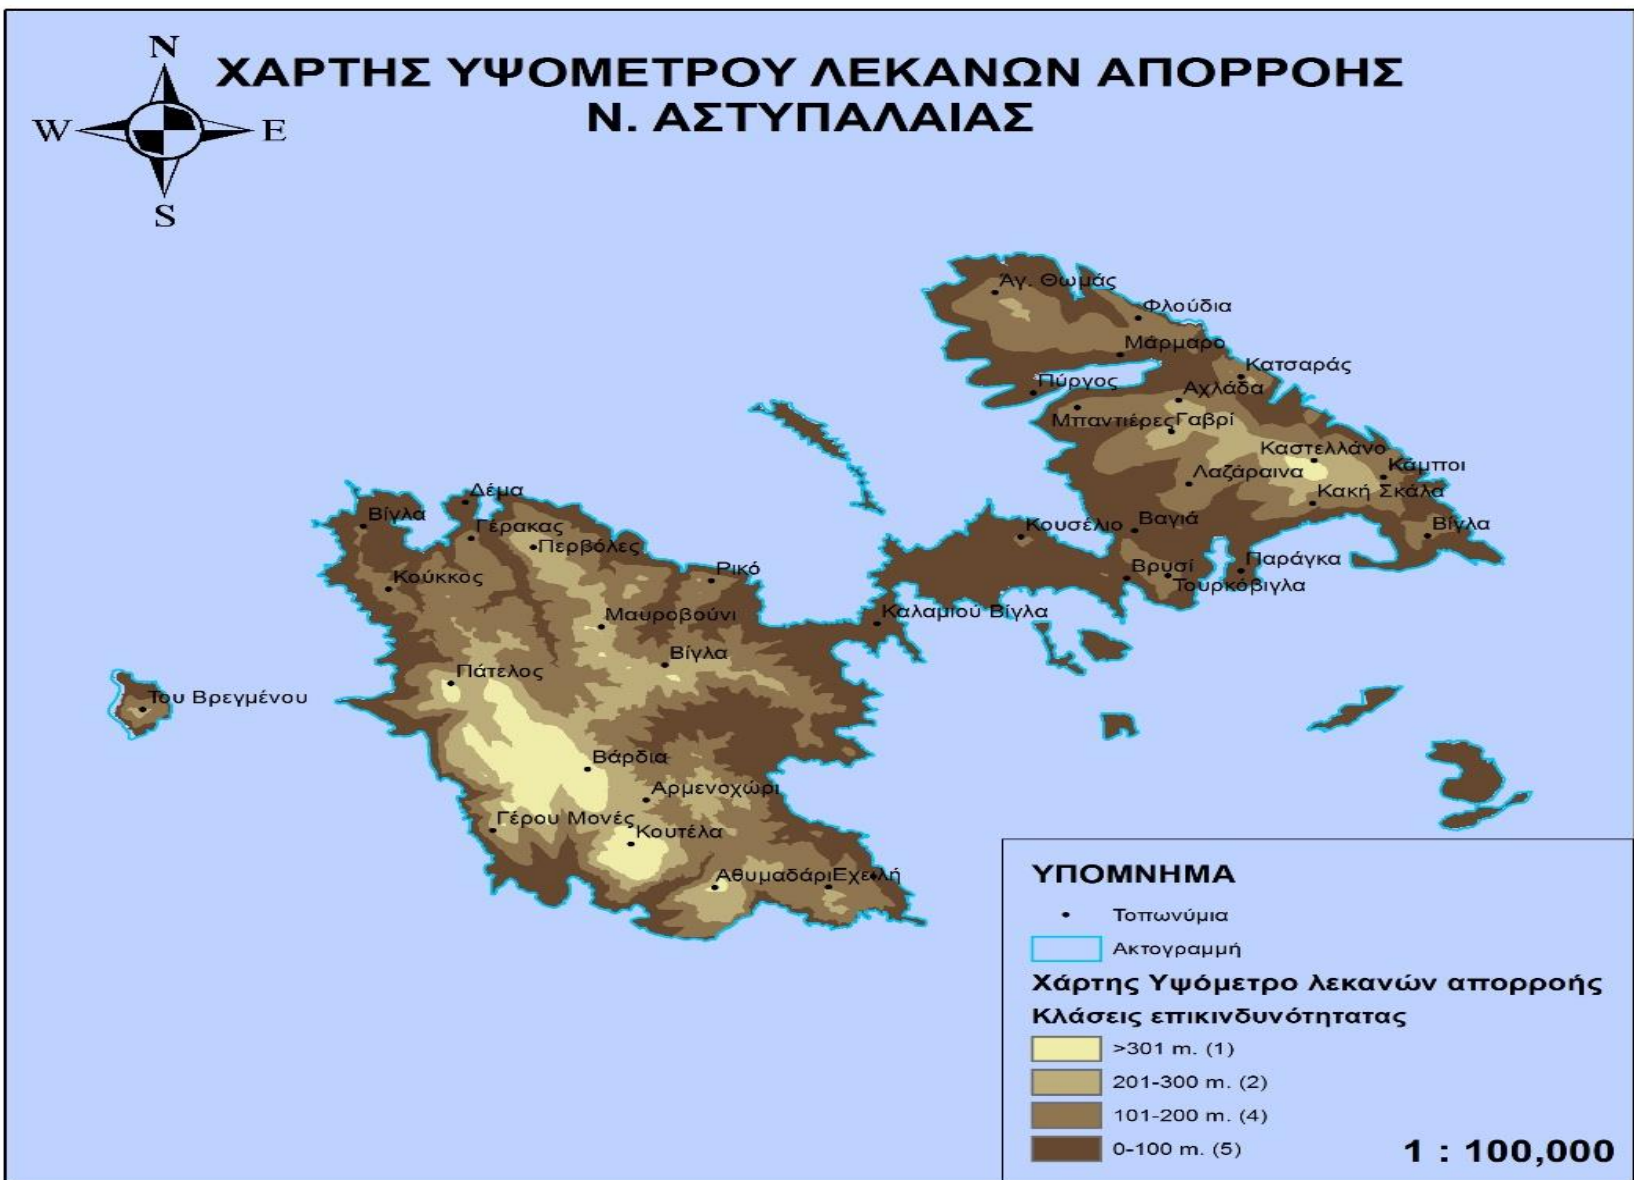 N
ΧΑΡΤΗΣ ΥΨΟΜΕΤΡΟΥ ΛΕΚΑΝΩΝ ΑΠΟΡΡΟΗΣ
Ν. ΑΣΤΥΠΑΛΑΙΑΣ
W E
S
Άγ. Θωμάς
Φλούδια
Μάρμαρο
Κατσαράς
Πύργος
Αχλάδα
Μπαντιέρες
Γαβρί
Καστελλάνο
Λαζάραινα
Κάμποι
Κακή Σκάλα
Δέμα
Βίγλα
Γέρακας
Κουσέλιο
Βαγιά
Βίγλα
Περβόλες
Κούκκος
Ρικό
Βρυσί
Παράγκα
Τουρκόβιγλα
Μαυροβούνι
Καλαμιού Βίγλα
Βίγλα
Πάτελος
Του Βρεγμένου
Βάρδια
Αρμενοχώρι
Γέρου Μονές
Κουτέλα
Αθυμαδάρι
Εχειλή
ΥΠΟΜΝΗΜΑ
Τοπωνύμια
Ακτογραμμή
Χάρτης Υψόμετρο λεκανών απορροής
Κλάσεις επικινδυνότητατας
>301 m. (1)
201-300 m. (2)
101-200 m. (4)
0-100 m. (5)
1 : 100,000